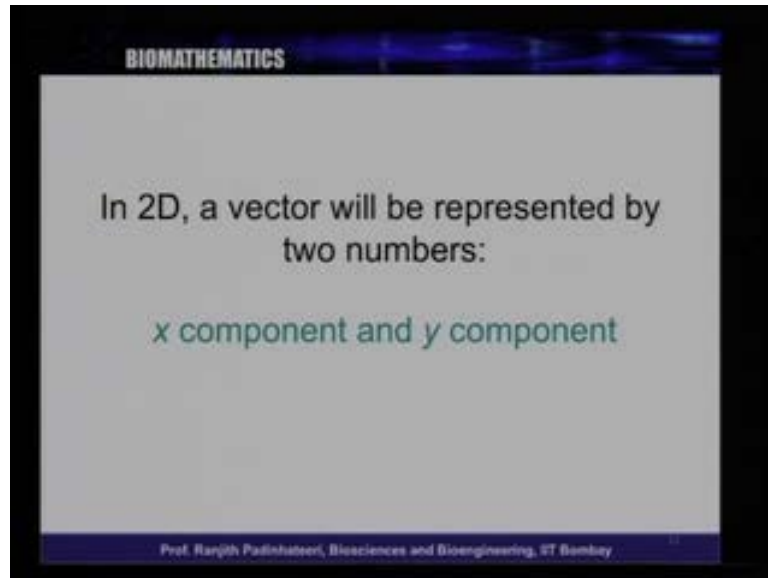 BIOMATHEMATICS
In 2D, a vector will be represented by
two numbers:
x component and y component
Prof. Ranjith Padinhateeri, Biosciences and Bioengineering, IIT Bombay